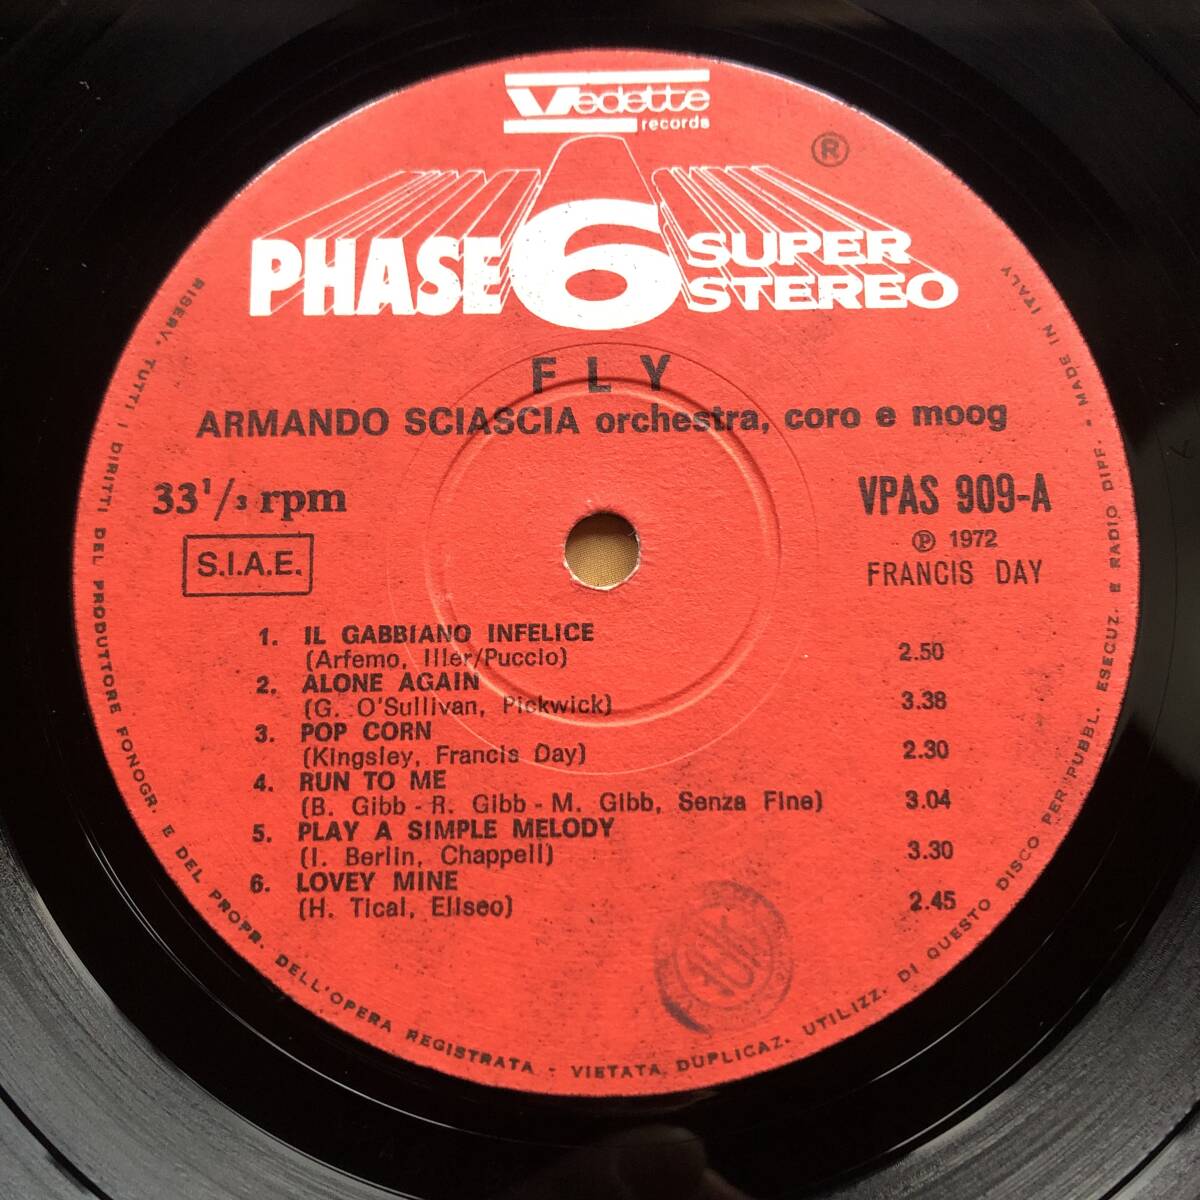 Vedette
records
PHASE 6 SUPER STEREO
®
FLY
ARMANDO SCIASCIA orchestra, coro e moog
33 1/3 rpm
VPAS 909-A
S.I.A.E.
℗ 1972
FRANCIS DAY
1. IL GABBIANO INFELICE
(Arfemo, Iller/Puccio) 2.50
2. ALONE AGAIN
(G. O'Sullivan, Pickwick) 3.38
3. POP CORN
(Kingsley, Francis Day) 2.30
4. RUN TO ME
(B. Gibb - R. Gibb - M. Gibb, Senza Fine) 3.04
5. PLAY A SIMPLE MELODY
(I. Berlin, Chappell) 3.30
6. LOVEY MINE
(H. Tical, Eliseo) 2.45
RISERV. TUTTI I DIRITTI DEL PRODUTTORE FONOGR. E DEL PROPR. DELL'OPERA REGISTRATA - VIETATA DUPLICAZ. UTILIZZ. DI QUESTO DISCO PER PUBBL. ESECUZ. E RADIO DIFF. - MADE IN ITALY